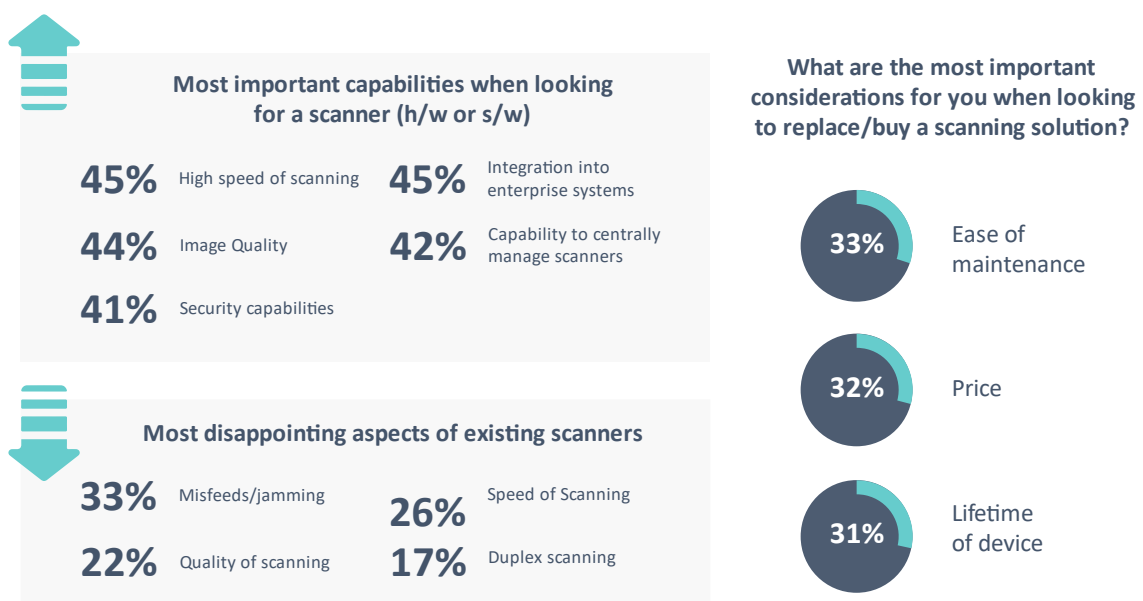 Most important capabilities when looking
for a scanner (h/w or s/w)
45% High speed of scanning
45% Integration into
enterprise systems
44% Image Quality
42% Capability to centrally
manage scanners
41% Security capabilities
Most disappointing aspects of existing scanners
33% Misfeeds/jamming
26% Speed of Scanning
22% Quality of scanning
17% Duplex scanning
What are the most important
considerations for you when looking
to replace/buy a scanning solution?
33% Ease of
maintenance
32% Price
31% Lifetime
of device